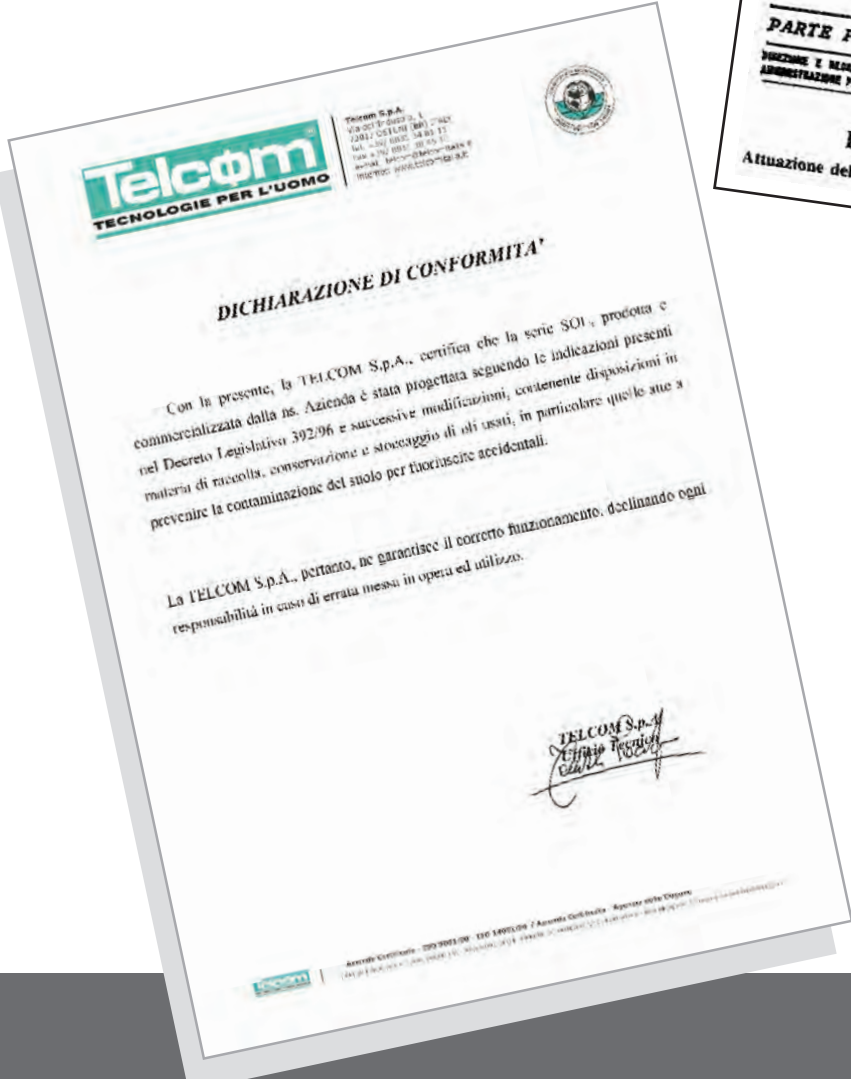 Telcom
TECNOLOGIE PER L'UOMO
Telcom S.p.A.
DICHIARAZIONE DI CONFORMITA'
Con la presente, la TELCOM S.p.A., certifica che la serie SOL, prodotta e
commercializzata dalla ns. Azienda è stata progettata seguendo le indicazioni presenti
nel Decreto Legislativo 392/96 e successive modificazioni, contenente disposizioni in
materia di raccolta, conservazione e stoccaggio di oli usati, in particolare quelle atte a
prevenire la contaminazione del suolo per fuoriuscite accidentali.
La TELCOM S.p.A., pertanto, ne garantisce il corretto funzionamento, declinando ogni
responsabilità in caso di errata messa in opera ed utilizzo.
TELCOM S.p.A
Ufficio Tecnico
Telcom
PARTE P
Attuazione del